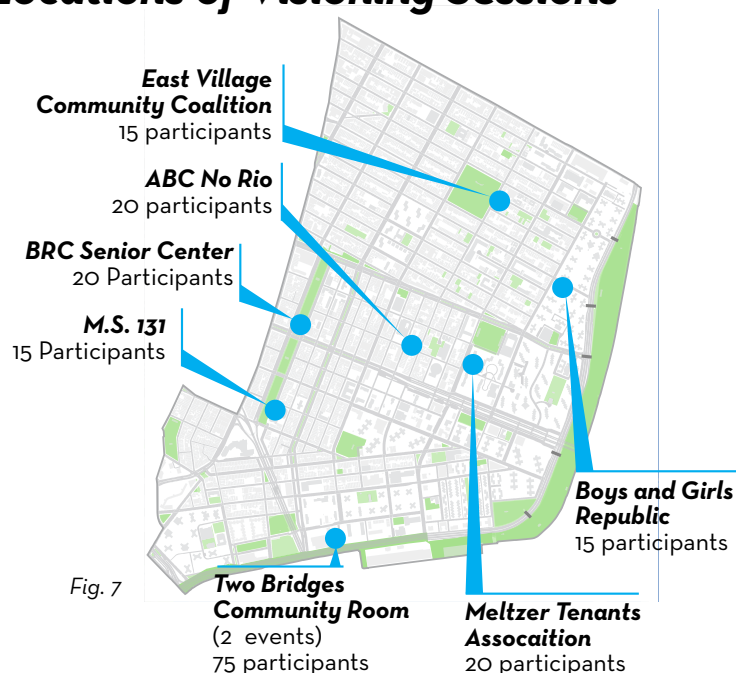 Locations of Visioning Sessions
East Village
Community Coalition
15 participants
ABC No Rio
20 participants
BRC Senior Center
20 Participants
M.S. 131
15 Participants
Boys and Girls
Republic
15 participants
Fig. 7
Two Bridges
Community Room
(2 events)
75 participants
Meltzer Tenants
Assocaition
20 participants